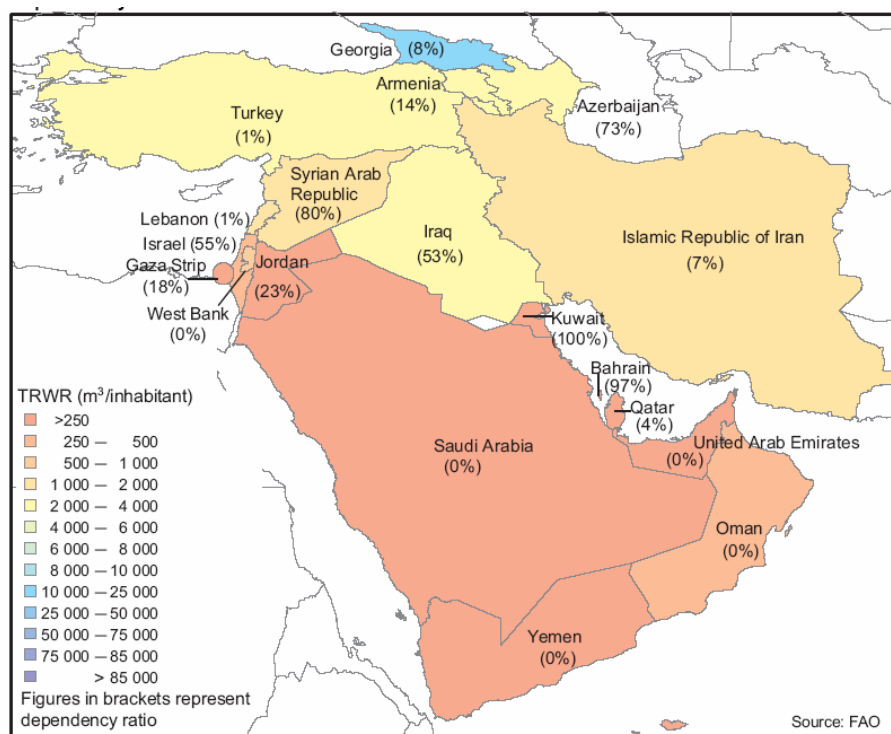 Georgia (8%)
Armenia
(14%)
Azerbaijan
(73%)
Turkey
(1%)
Syrian Arab
Republic
(80%)
Lebanon (1%)
Israel (55%)
Gaza Strip
(18%)
Jordan
(23%)
West Bank
(0%)
Iraq
(53%)
Islamic Republic of Iran
(7%)
Kuwait
(100%)
Bahrain
(97%)
Qatar
(4%)
United Arab Emirates
(0%)
Saudi Arabia
(0%)
Oman
(0%)
Yemen
(0%)
TRWR (m³/inhabitant)
>250
250 — 500
500 — 1 000
1 000 — 2 000
2 000 — 4 000
4 000 — 6 000
6 000 — 8 000
8 000 —10 000
10 000 —25 000
25 000 —50 000
50 000 —75 000
75 000 —85 000
> 85 000
Figures in brackets represent
dependency ratio
Source: FAO